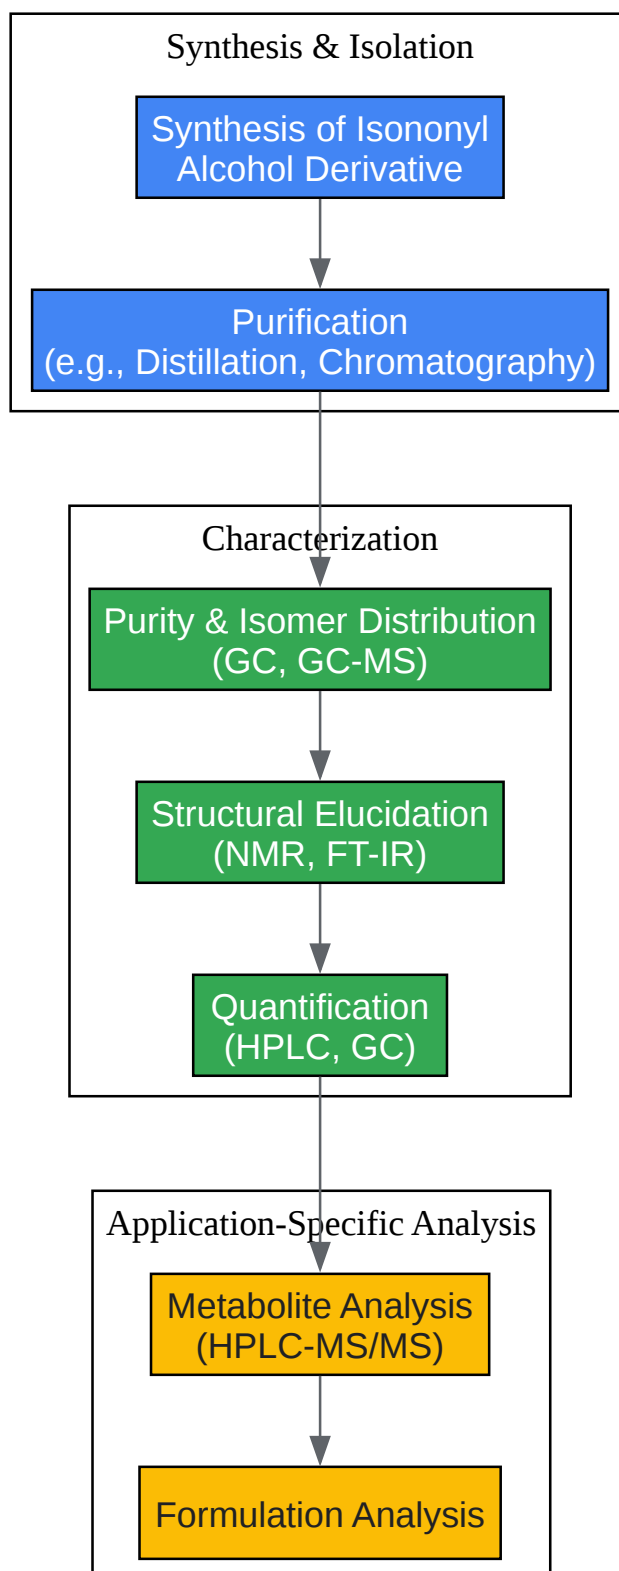 Synthesis & Isolation
Synthesis of Isononyl
Alcohol Derivative
Purification
(e.g., Distillation, Chromatography)
Characterization
Purity & Isomer Distribution
(GC, GC-MS)
Structural Elucidation
(NMR, FT-IR)
Quantification
(HPLC, GC)
Application-Specific Analysis
Metabolite Analysis
(HPLC-MS/MS)
Formulation Analysis